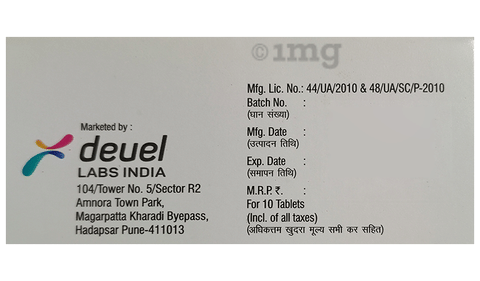 ©1mg
Marketed by :
deuel
LABS INDIA
104/Tower No. 5/Sector R2
Amnora Town Park,
Magarpatta Kharadi Byepass,
Hadapsar Pune-411013
Mfg. Lic. No.: 44/UA/2010 & 48/UA/SC/P-2010
Batch No. :
(घान संख्या)
Mfg. Date :
(उत्पादन तिथि)
Exp. Date :
(समापन तिथि)
M.R.P. ₹. :
For 10 Tablets
(Incl. of all taxes)
(अधिकत्तम खुदरा मूल्य सभी कर सहित)